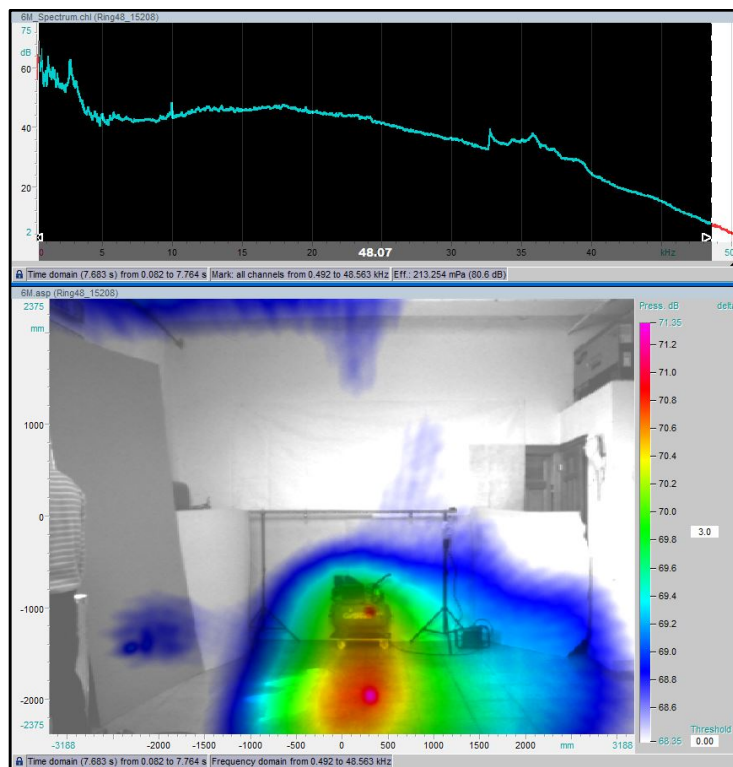 6M_Spectrum.chl (Ring48_15208)
75
dB
60
40
20
2
0 5 10 20 48.07 30 35 40 kHz 50
Time domain (7.683 s) from 0.082 to 7.764 s Mark: all channels from 0.492 to 48.563 kHz Eff.: 213.254 mPa (80.6 dB)
6M.asp (Ring48_15208)
2375 Press. dB delta
mm 71.35
71.2
71.0
70.8
1000 70.6
70.4
70.2
70.0
0 69.8
3.0
69.6
-1000 69.4
69.2
69.0
68.8
-2000 68.6
Threshold
-2375 68.35 0.00
-3188 -2000 -1000 -500 0 500 1000 2000 mm 3188
Time domain (7.683 s) from 0.082 to 7.764 s Frequency domain from 0.492 to 48.563 kHz